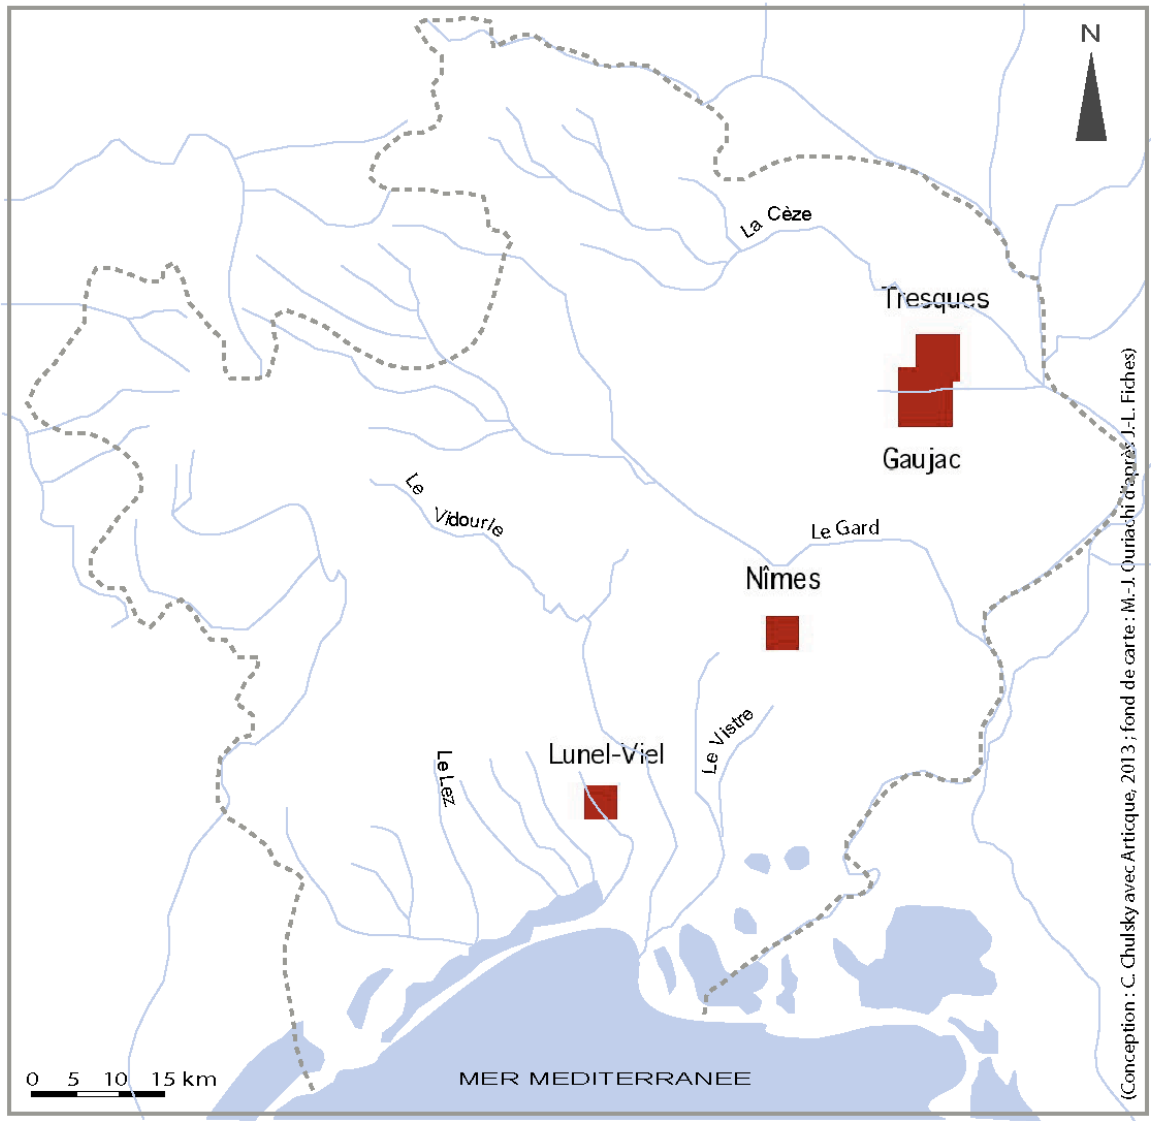 N
La Cèze
Tresques
Gaujac
Le
Vidourle
Le Gard
Nîmes
Le Vistre
Lunel-Viel
Le Lez
0 5 10 15 km
MER MEDITERRANEE
(Conception : C. Chulsky avec Articque, 2013 ; fond de carte : M.-J. Ouriachi d'après J.-L. Fiches)